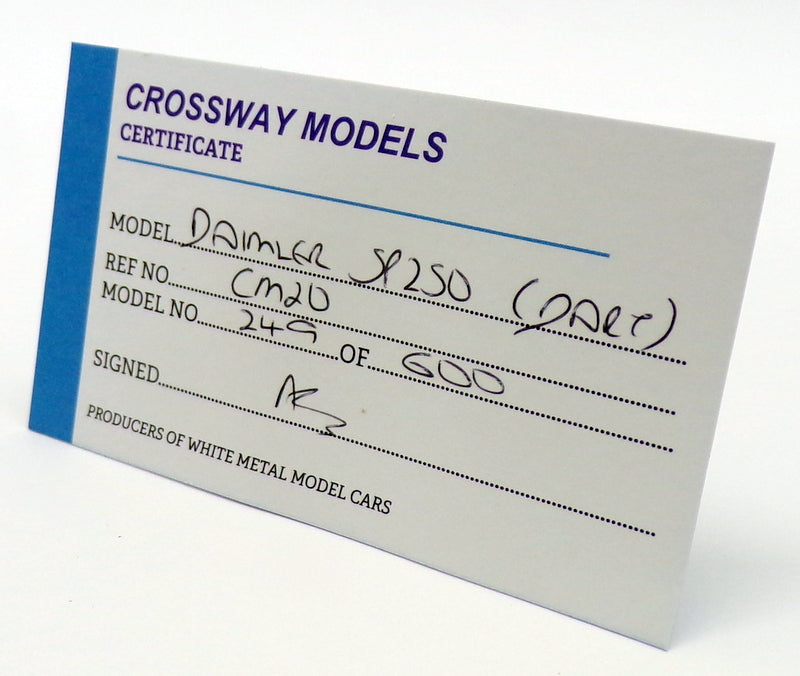 CROSSWAY MODELS
CERTIFICATE
MODEL DAIMLER SP250 (DART)
REF NO. CM20
MODEL NO. 249 OF 600
SIGNED
PRODUCERS OF WHITE METAL MODEL CARS